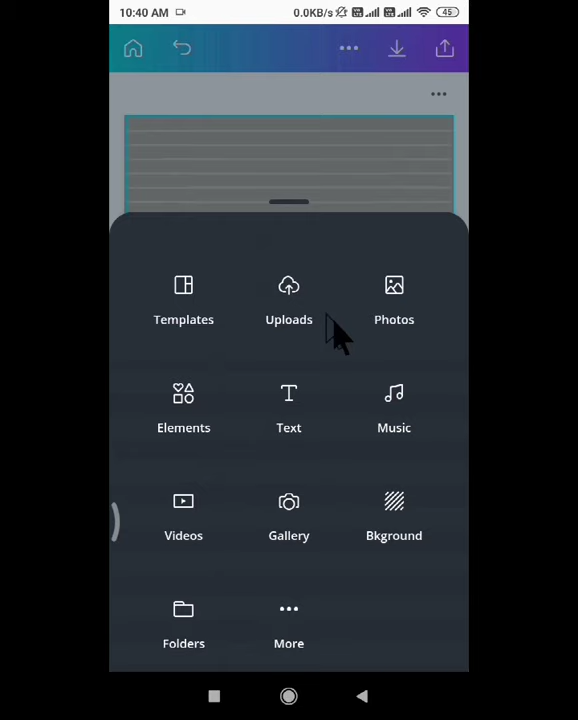 10:40 AM 0.0KB/s 45
Templates Uploads Photos
Elements Text Music
Videos Gallery Bkground
Folders More